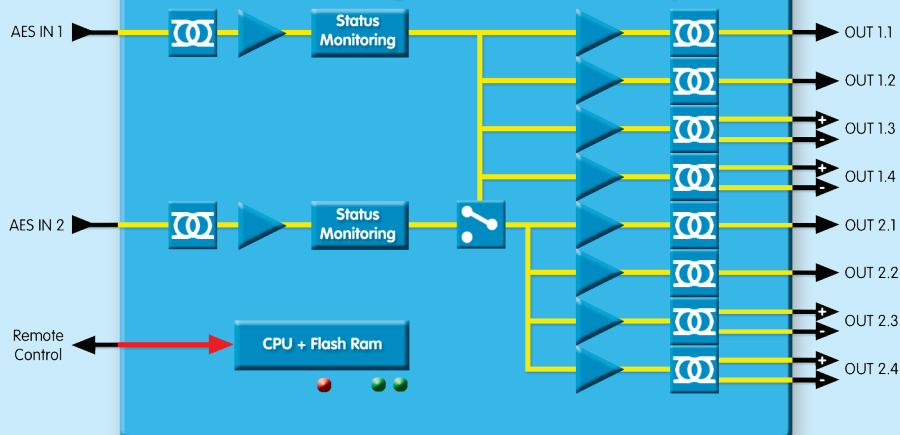 AES IN 1
Status
Monitoring
OUT 1.1
OUT 1.2
+
OUT 1.3
-
+
OUT 1.4
-
AES IN 2
Status
Monitoring
OUT 2.1
OUT 2.2
+
OUT 2.3
-
Remote
Control
CPU + Flash Ram
+
OUT 2.4
-